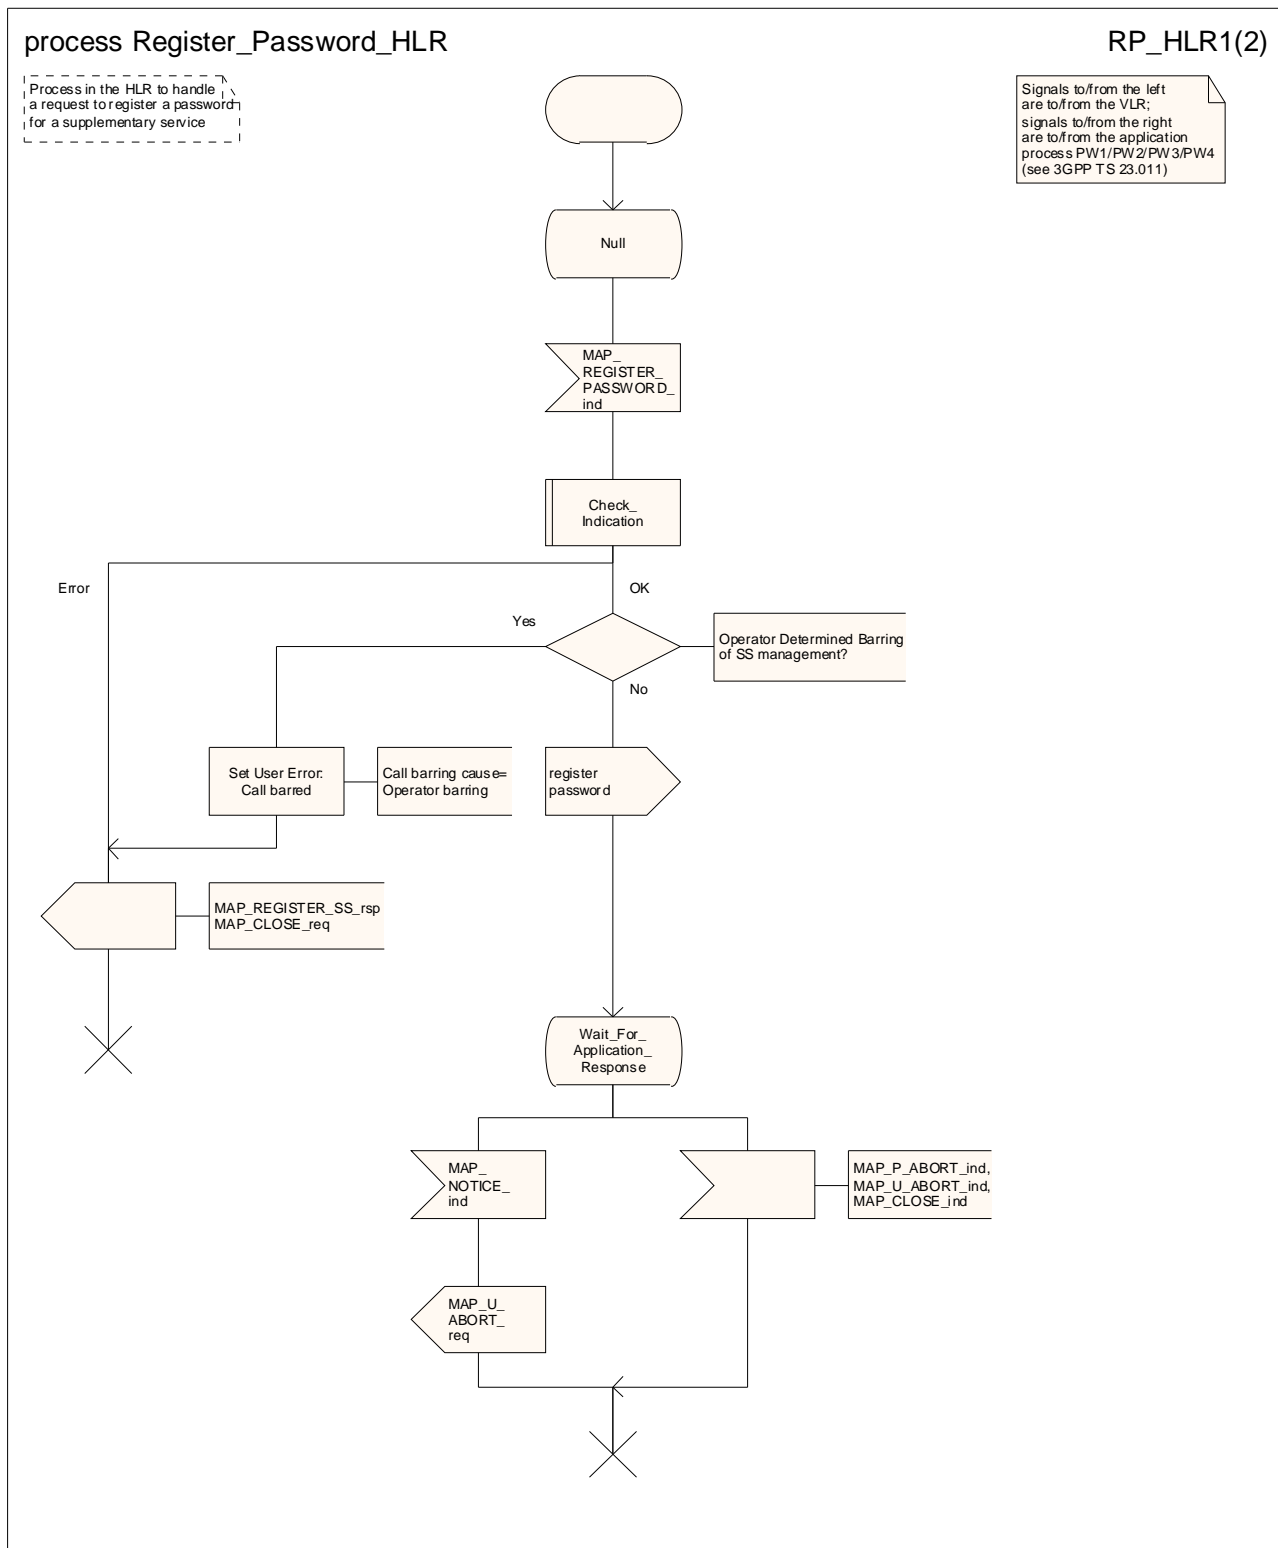 process Register_Password_HLR
RP_HLR1(2)
Process in the HLR to handle
a request to register a password
for a supplementary service
Signals to/from the left
are to/from the VLR;
signals to/from the right
are to/from the application
process PW1/PW2/PW3/PW4
(see 3GPP TS 23.011)
Null
MAP_
REGISTER_
PASSWORD_
ind
Check_
Indication
Error
OK
Yes
Operator Determined Barring
of SS management?
No
Set User Error:
Call barred
Call barring cause=
Operator barring
register
password
MAP_REGISTER_SS_rsp
MAP_CLOSE_req
Wait_For_
Application_
Response
MAP_
NOTICE_
ind
MAP_P_ABORT_ind,
MAP_U_ABORT_ind,
MAP_CLOSE_ind
MAP_U_
ABORT_
req